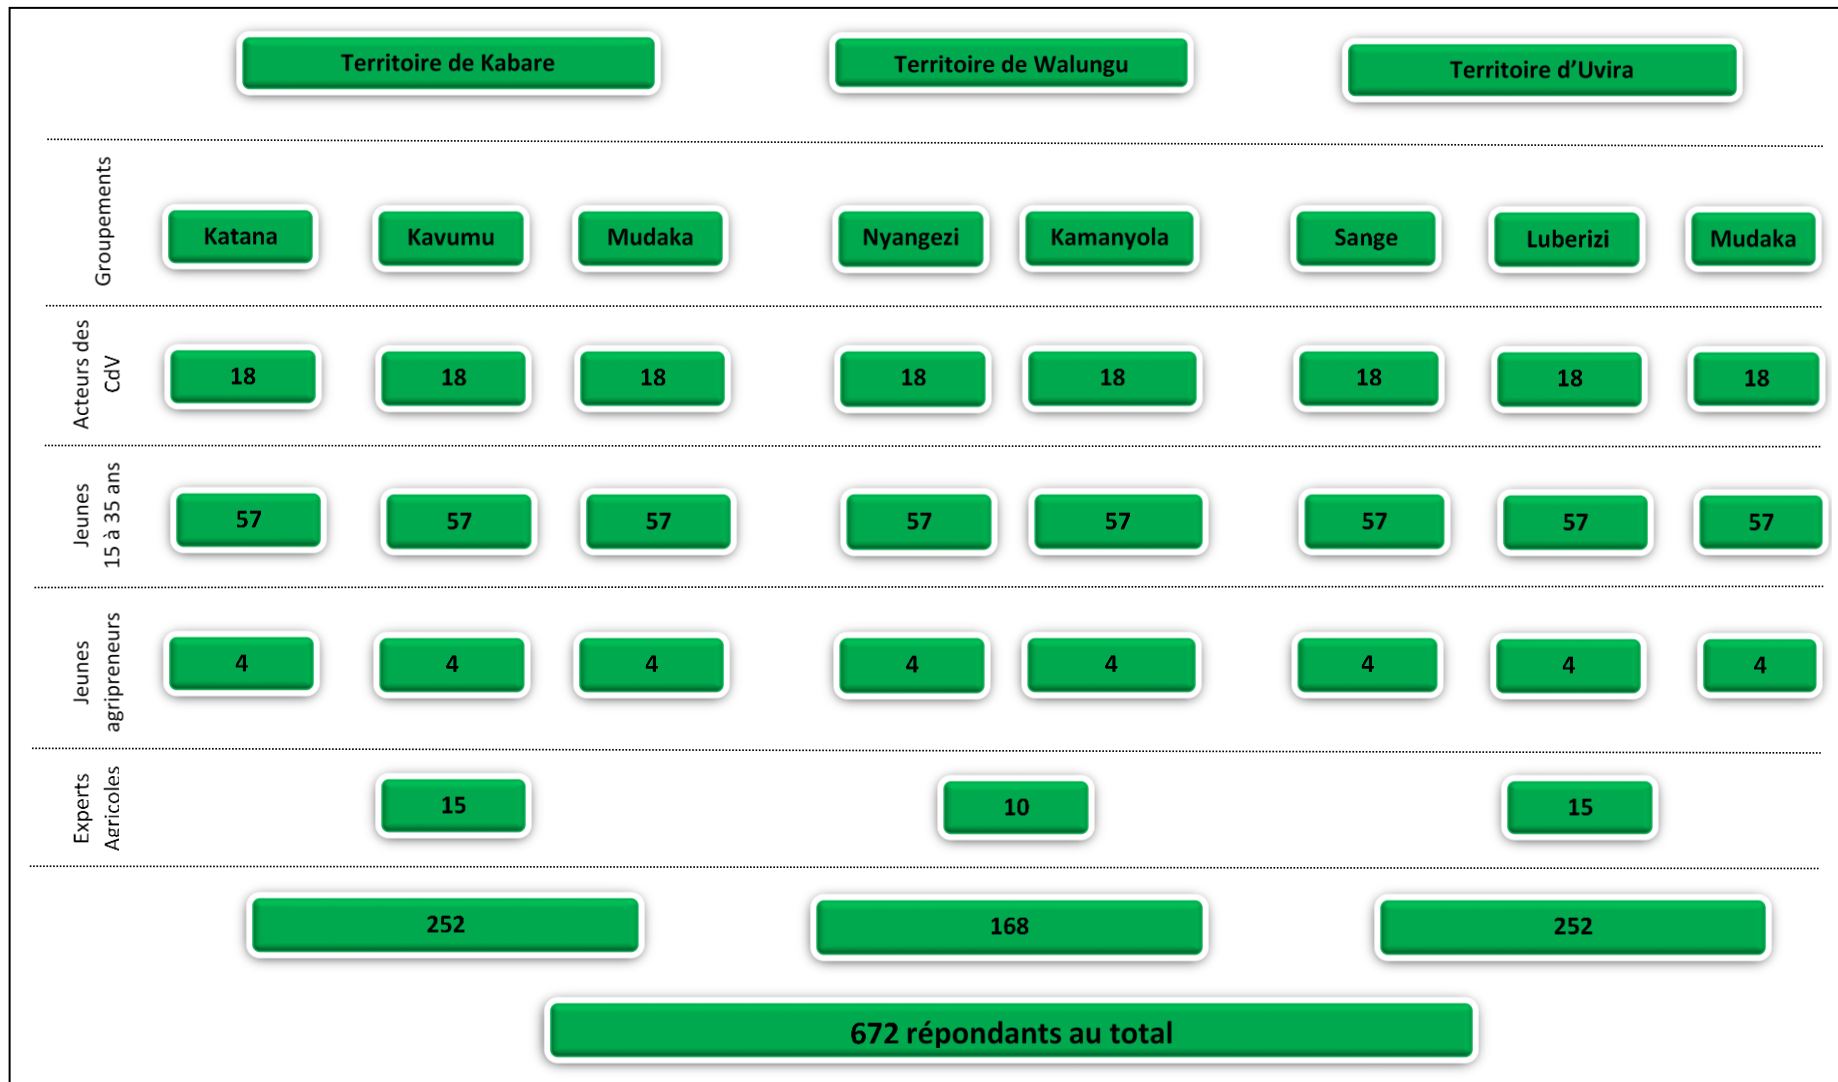 Territoire de Kabare
Territoire de Walungu
Territoire d’Uvira
Groupements
Katana
Kavumu
Mudaka
Nyangezi
Kamanyola
Sange
Luberizi
Mudaka
Acteurs des
CdV
18
18
18
18
18
18
18
18
Jeunes
15 à 35 ans
57
57
57
57
57
57
57
57
Jeunes
agripreneurs
4
4
4
4
4
4
4
4
Experts
Agricoles
15
10
15
252
168
252
672 répondants au total